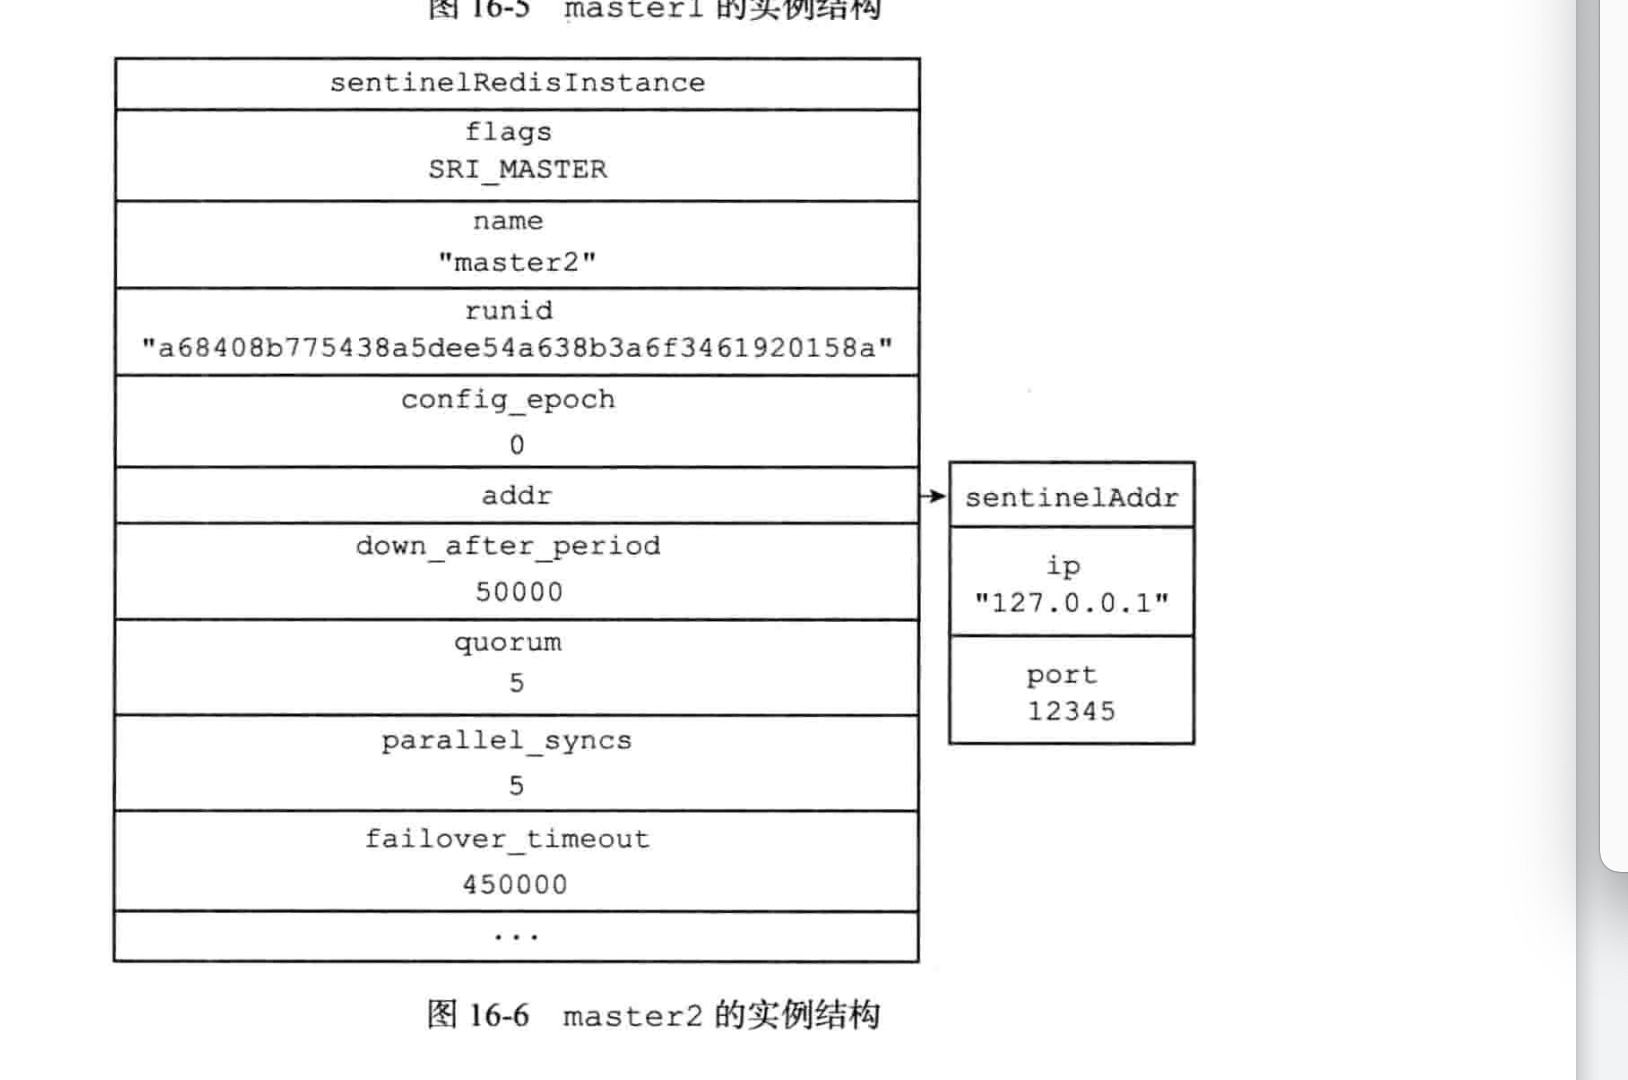 图 16-5 master1 的实例结构
sentinelRedisInstance
flags
SRI_MASTER
name
"master2"
runid
"a68408b775438a5dee54a638b3a6f3461920158a"
config_epoch
0
addr
down_after_period
50000
quorum
5
parallel_syncs
5
failover_timeout
450000
...
sentinelAddr
ip
"127.0.0.1"
port
12345
图 16-6 master2 的实例结构